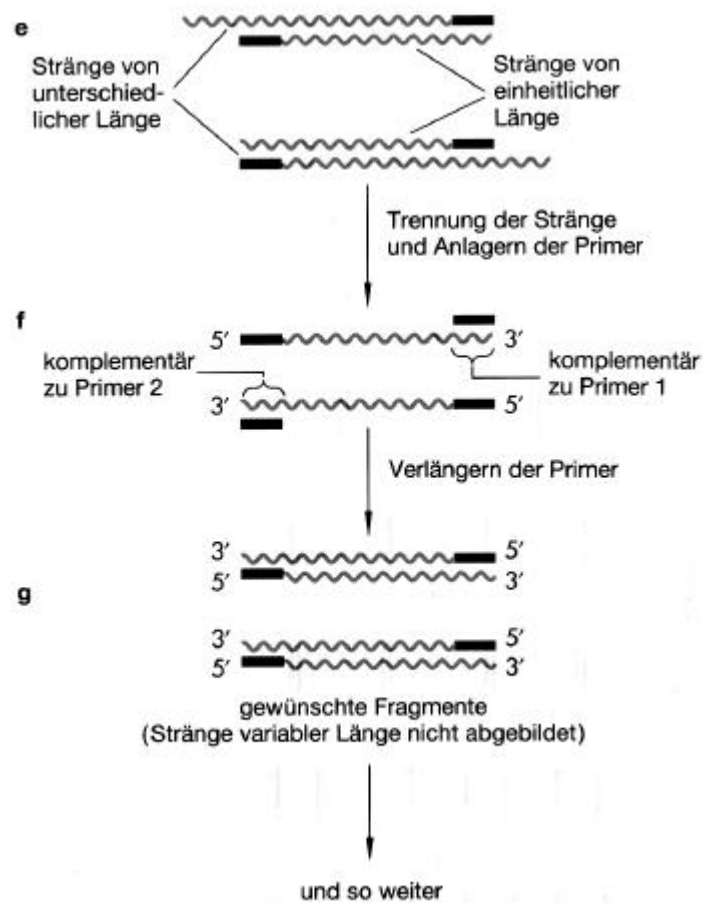 e
Stränge von
unterschied-
licher Länge
Stränge von
einheitlicher
Länge
Trennung der Stränge
und Anlagern der Primer
f
5′ 3′
komplementär
zu Primer 2
komplementär
zu Primer 1
3′ 5′
Verlängern der Primer
3′ 5′
5′ 3′
g
3′ 5′
5′ 3′
gewünschte Fragmente
(Stränge variabler Länge nicht abgebildet)
und so weiter